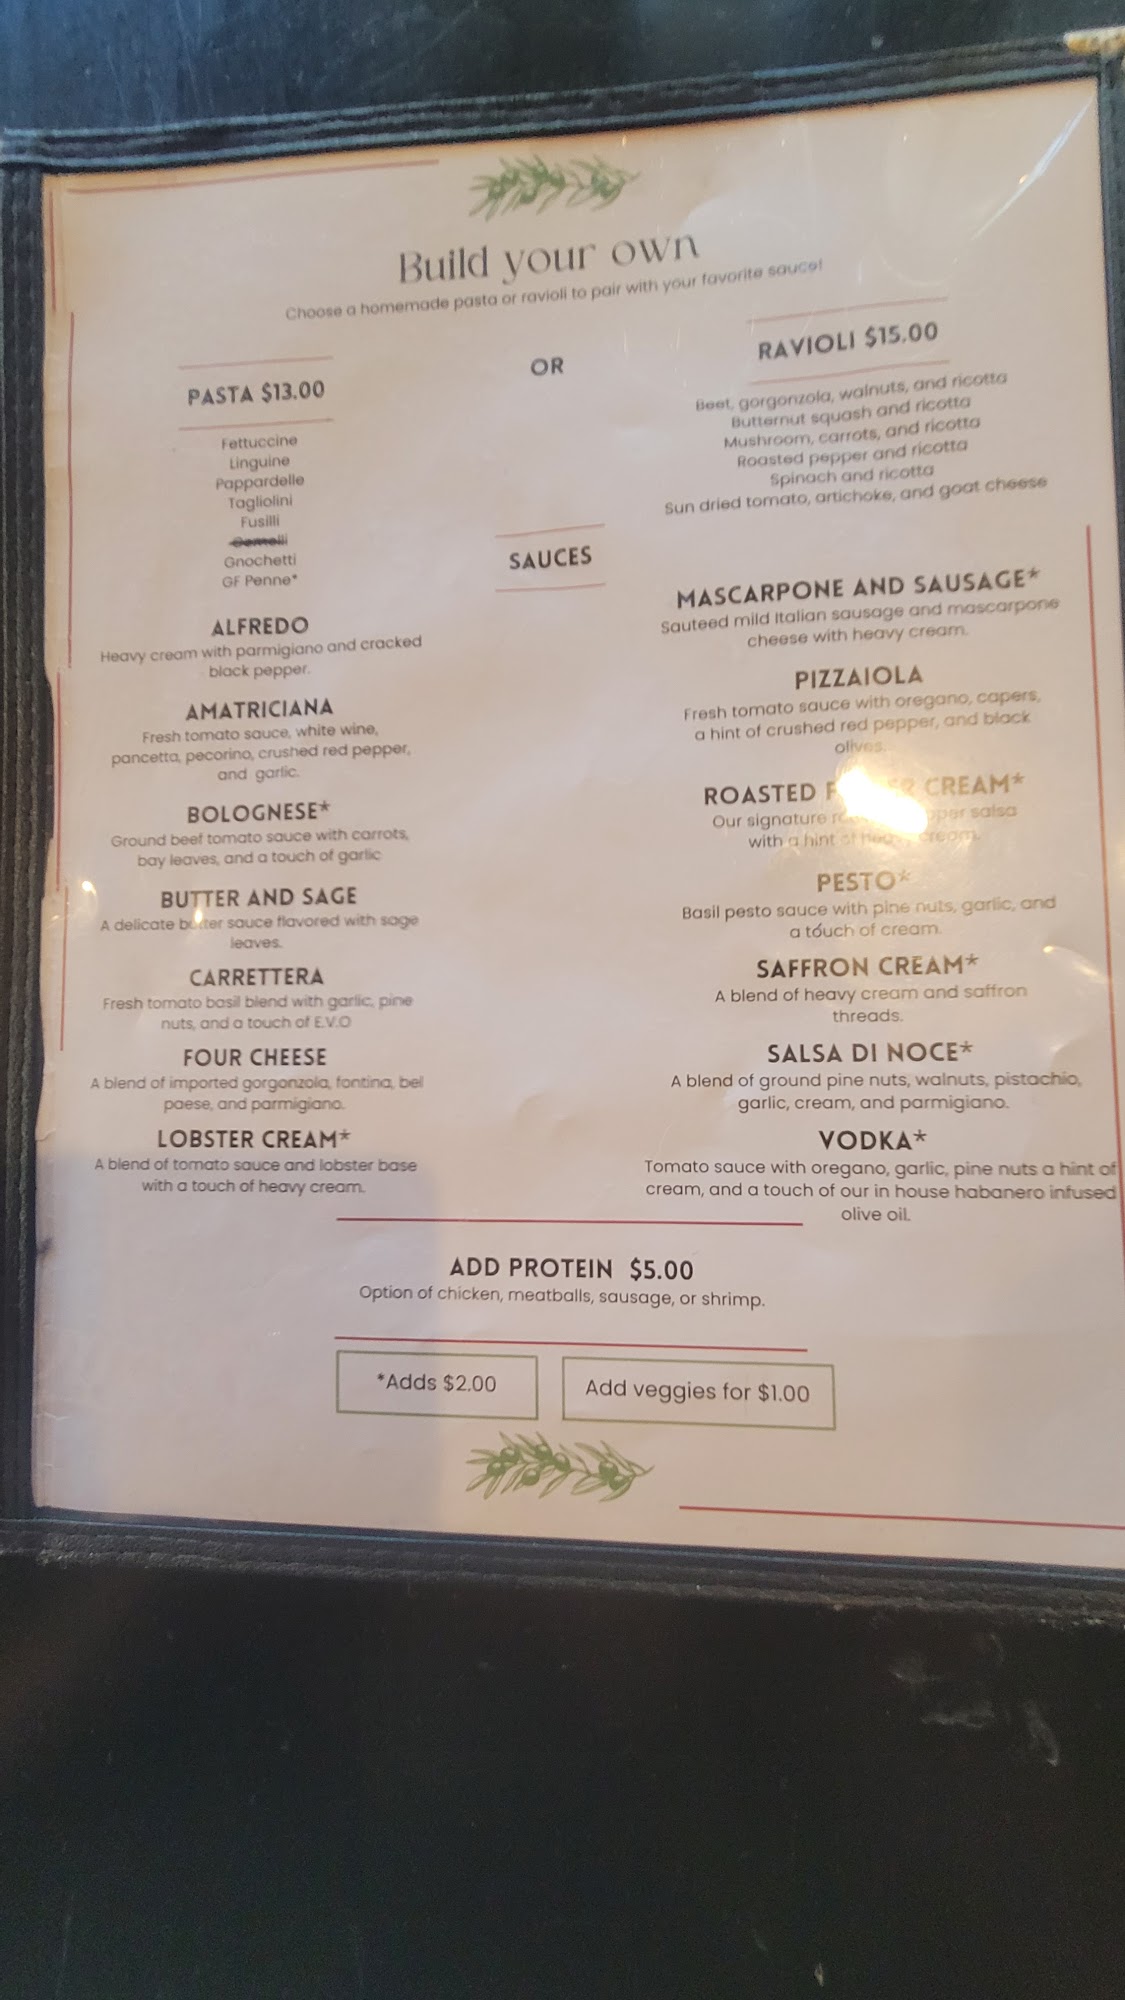 Build your own
Choose a homemade pasta or ravioli to pair with your favorite sauce!
PASTA $13.00
Fettuccine
Linguine
Pappardelle
Tagliolini
Fusilli
Gemelli
Gnochetti
GF Penne*
OR
RAVIOLI $15.00
Beet, gorgonzola, walnuts, and ricotta
Butternut squash and ricotta
Mushroom, carrots, and ricotta
Roasted pepper and ricotta
Spinach and ricotta
Sun dried tomato, artichoke, and goat cheese
SAUCES
ALFREDO
Heavy cream with parmigiano and cracked
black pepper.
AMATRICIANA
Fresh tomato sauce, white wine,
pancetta, pecorino, crushed red pepper,
and garlic.
BOLOGNESE*
Ground beef tomato sauce with carrots,
bay leaves, and a touch of garlic
BUTTER AND SAGE
A delicate butter sauce flavored with sage
leaves.
CARRETTERA
Fresh tomato basil blend with garlic, pine
nuts, and a touch of E.V.O
FOUR CHEESE
A blend of imported gorgonzola, fontina, bel
paese, and parmigiano.
LOBSTER CREAM*
A blend of tomato sauce and lobster base
with a touch of heavy cream.
MASCARPONE AND SAUSAGE*
Sauteed mild Italian sausage and mascarpone
cheese with heavy cream.
PIZZAIOLA
Fresh tomato sauce with oregano, capers,
a hint of crushed red pepper, and black
olives.
ROASTED CREAM*
Our signature salsa
with a hint of heavy cream.
PESTO*
Basil pesto sauce with pine nuts, garlic, and
a touch of cream.
SAFFRON CREAM*
A blend of heavy cream and saffron
threads.
SALSA DI NOCE*
A blend of ground pine nuts, walnuts, pistachio,
garlic, cream, and parmigiano.
VODKA*
Tomato sauce with oregano, garlic, pine nuts a hint of
cream, and a touch of our in house habanero infused
olive oil.
ADD PROTEIN $5.00
Option of chicken, meatballs, sausage, or shrimp.
*Adds $2.00
Add veggies for $1.00